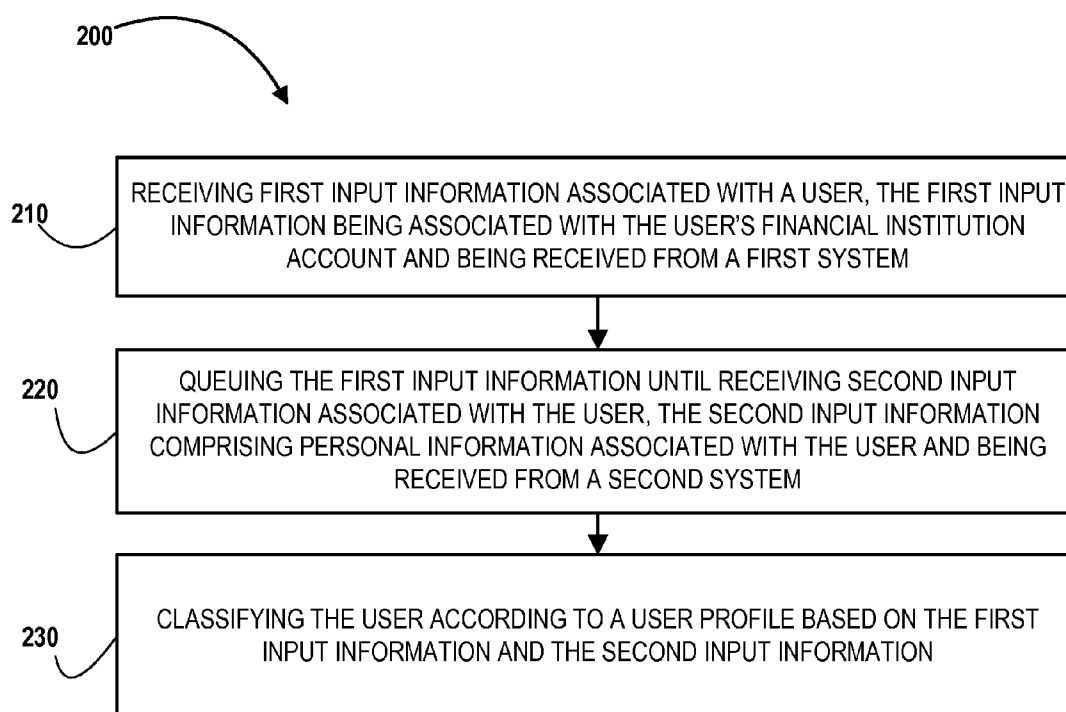 200
210
RECEIVING FIRST INPUT INFORMATION ASSOCIATED WITH A USER, THE FIRST INPUT
INFORMATION BEING ASSOCIATED WITH THE USER'S FINANCIAL INSTITUTION
ACCOUNT AND BEING RECEIVED FROM A FIRST SYSTEM
220
QUEUING THE FIRST INPUT INFORMATION UNTIL RECEIVING SECOND INPUT
INFORMATION ASSOCIATED WITH THE USER, THE SECOND INPUT INFORMATION
COMPRISING PERSONAL INFORMATION ASSOCIATED WITH THE USER AND BEING
RECEIVED FROM A SECOND SYSTEM
230
CLASSIFYING THE USER ACCORDING TO A USER PROFILE BASED ON THE FIRST
INPUT INFORMATION AND THE SECOND INPUT INFORMATION